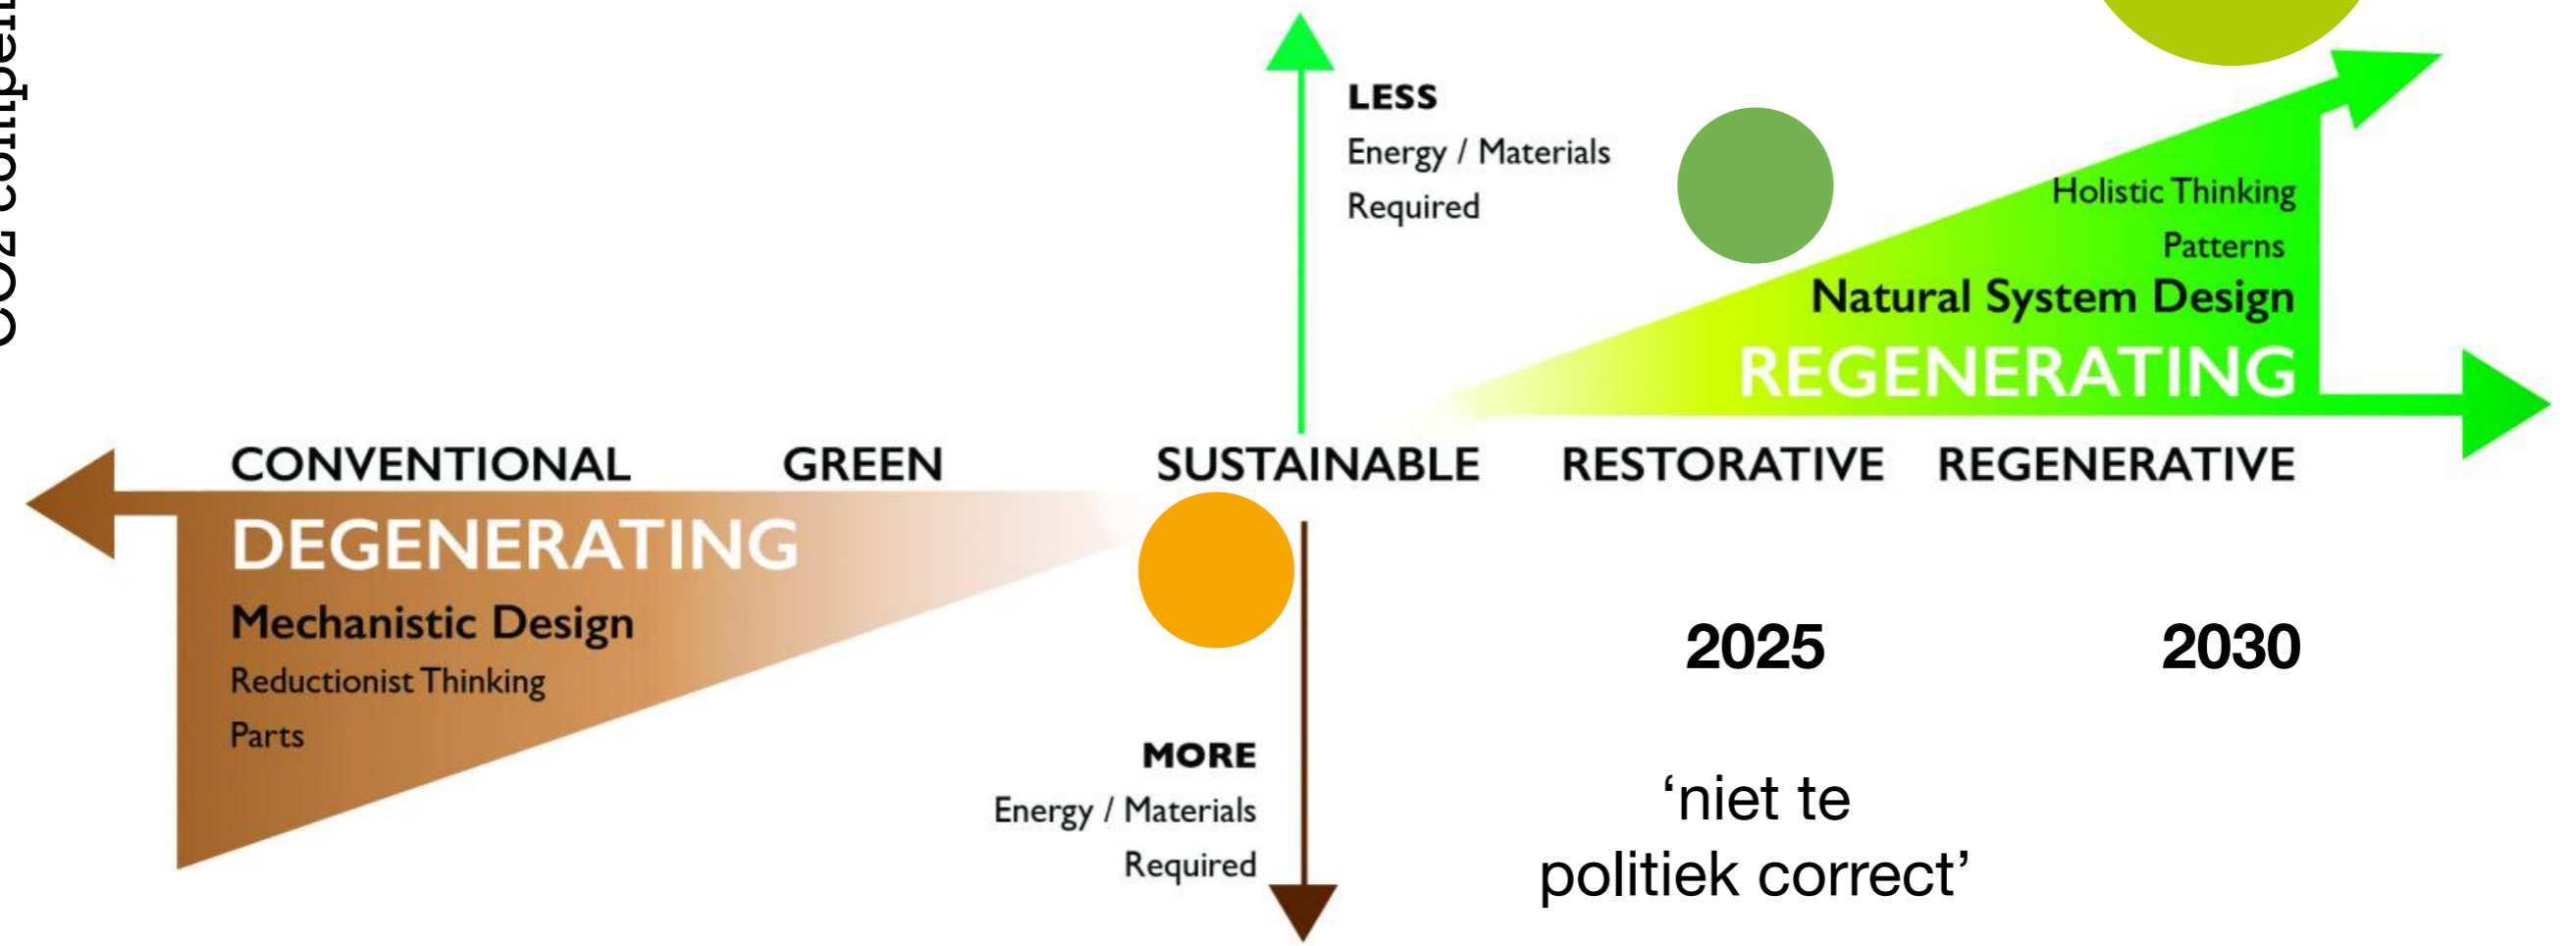 CO2
LESS
Energy / Materials
Required
Holistic Thinking
Patterns
Natural System Design
REGENERATING
CONVENTIONAL
GREEN
SUSTAINABLE
RESTORATIVE
REGENERATIVE
DEGENERATING
Mechanistic Design
Reductionist Thinking
Parts
2025
2030
MORE
Energy / Materials
Required
‘niet te
politiek correct’